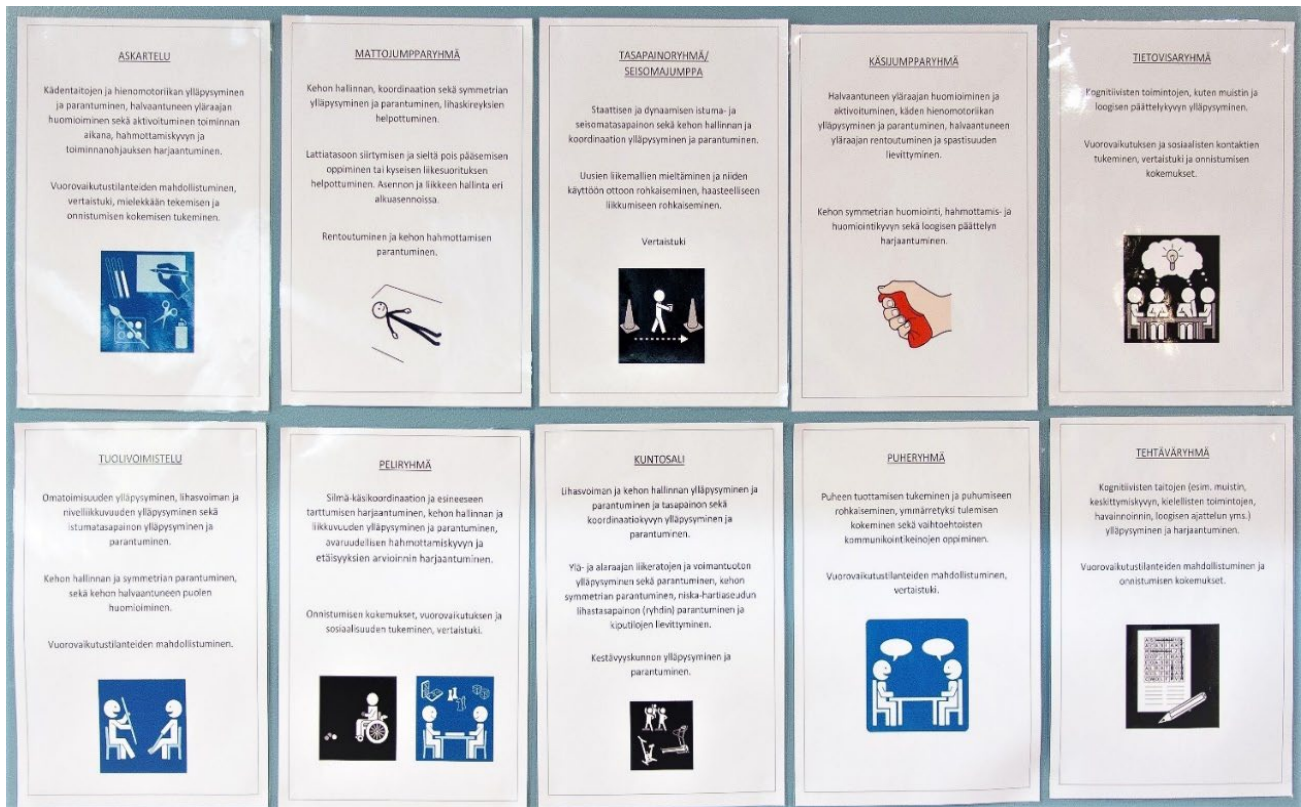 ASKARTELU
Kädentaitojen ja hienomotoriikan ylläpysyminen
ja parantuminen, halvaantuneen yläraajan
huomioiminen sekä aktivoituminen toiminnan
aikana, hahmottamiskyvyn ja
toiminnanohjauksen harjaantuminen.
Vuorovaikutustilanteiden mahdollistuminen,
vertaistuki, mielekkään tekemisen ja
onnistumisen kokemisen tukeminen.
MATTOJUMPPARYHMÄ
Kehon hallinnan, koordinaation sekä symmetrian
ylläpysyminen ja parantuminen, lihaskireyksien
helpottuminen.
Lattiatasoon siirtymisen ja sieltä pois pääsemisen
oppiminen tai kyseisen liikesuorituksen
helpottuminen. Asennon ja liikkeen hallinta eri
alkuasennoissa.
Rentoutuminen ja kehon hahmottamisen
parantuminen.
TASAPAINORYHMÄ/
SEISOMAJUMPPA
Staattisen ja dynaamisen istuma- ja
seisomatasapainon sekä kehon hallinnan ja
koordinaation ylläpysyminen ja parantuminen.
Uusien liikemallien mieltäminen ja niiden
käyttöön ottoon rohkaiseminen, haasteelliseen
liikkumiseen rohkaiseminen.
Vertaistuki
KÄSIJUMPPARYHMÄ
Halvaantuneen yläraajan huomioiminen ja
aktivoituminen, käden hienomotoriikan
ylläpysyminen ja parantuminen, halvaantuneen
yläraajan rentoutuminen ja spastisuuden
lievittyminen.
Kehon symmetrian huomiointi, hahmottamis- ja
huomiointikyvyn sekä loogisen päättelyn
harjaantuminen.
TIETOVISARYHMÄ
Kognitiivisten toimintojen, kuten muistin ja
loogisen päättelykyvyn ylläpysyminen.
Vuorovaikutuksen ja sosiaalisten kontaktien
tukeminen, vertaistuki ja onnistumisen
kokemukset.
TUOLIVOIMISTELU
Omatoimisuuden ylläpysyminen, lihasvoiman ja
nivelliikkuvuuden ylläpysyminen sekä
istumatasapainon ylläpysyminen ja
parantuminen.
Kehon hallinnan ja symmetrian parantuminen,
sekä kehon halvaantuneen puolen
huomioiminen.
Vuorovaikutustilanteiden mahdollistuminen.
PELIRYHMÄ
Silmä-käsikoordinaation ja esineeseen
tarttumisen harjaantuminen, kehon hallinnan ja
liikkuvuuden ylläpysyminen ja parantuminen,
avaruudellisen hahmottamiskyvyn ja
etäisyyksien arvioinnin harjaantuminen.
Onnistumisen kokemukset, vuorovaikutuksen ja
sosiaalisuuden tukeminen, vertaistuki.
KUNTOSALI
Lihasvoiman ja kehon hallinnan ylläpysyminen ja
parantuminen ja tasapainon sekä
koordinaatiokyvyn ylläpysyminen ja
parantuminen.
Ylä- ja alaraajan liikeratojen ja voimantuoton
ylläpysyminen sekä parantuminen, kehon
symmetrian parantuminen, niska-hartiaseudun
lihastasapainon (ryhdin) parantuminen ja
kiputilojen lievittyminen.
Kestävyyskunnon ylläpysyminen ja
parantuminen.
PUHERYHMÄ
Puheen tuottamisen tukeminen ja puhumiseen
rohkaiseminen, ymmärretyksi tulemisen
kokeminen sekä vaihtoehtoisten
kommunikointikeinojen oppiminen.
Vuorovaikutustilanteiden mahdollistuminen,
vertaistuki.
TEHTÄVÄRYHMÄ
Kognitiivisten taitojen (esim. muistin,
keskittymiskyvyn, kielellisten toimintojen,
havainnoinnin, loogisen ajattelun yms.)
ylläpysyminen ja harjaantuminen.
Vuorovaikutustilanteiden mahdollistuminen ja
onnistumisen kokemukset.